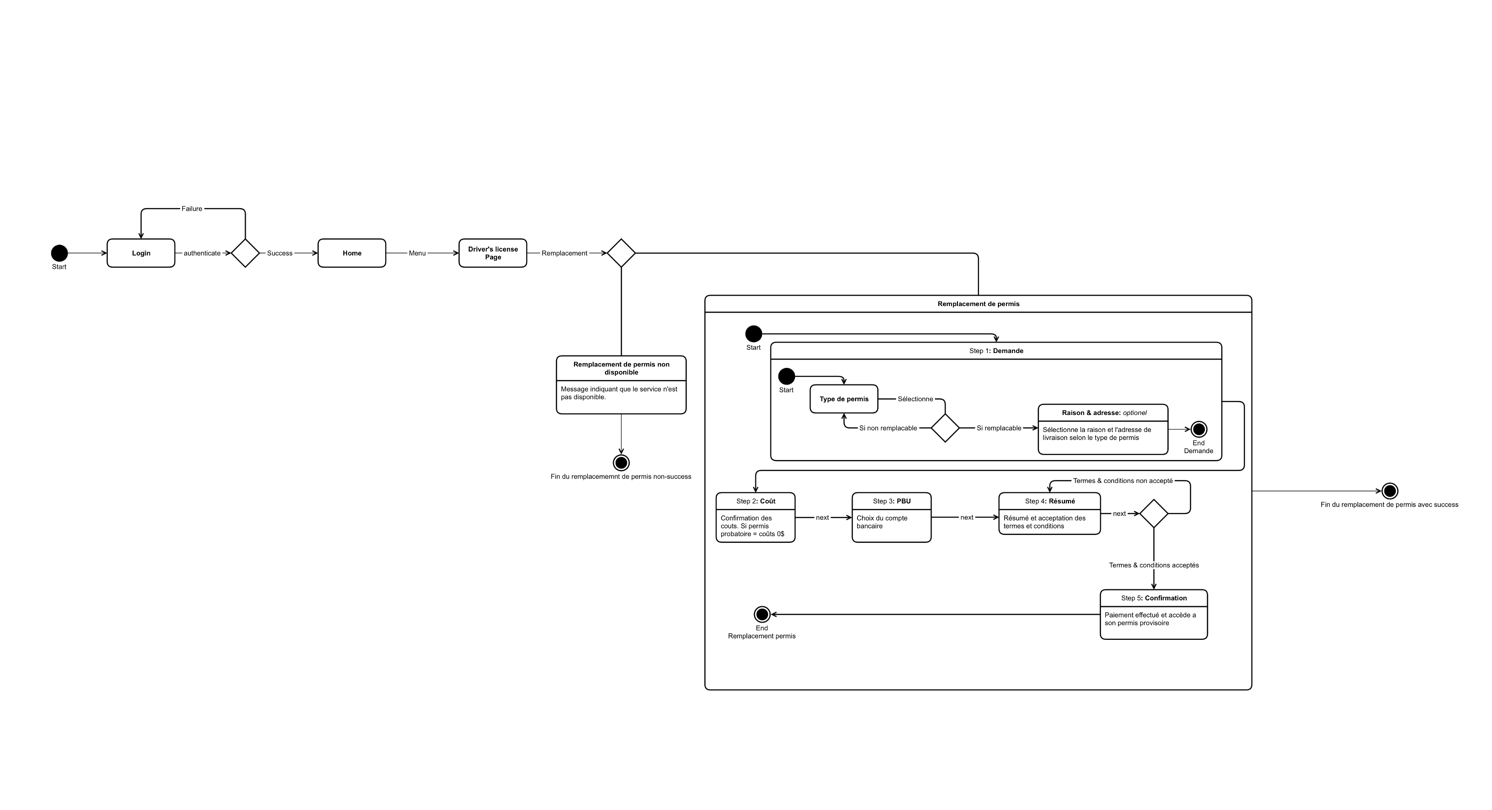 Failure
Start
Login
authenticate
Success
Home
Menu
Driver's license
Page
Remplacement
Remplacement de permis non
disponible
Message indiquant que le service n'est
pas disponible.
Fin du remplacememnt de permis non-success
Remplacement de permis
Start
Step 1: Demande
Start
Type de permis
Sélectionne
Si non remplacable
Si remplacable
Raison & adresse: optionel
Sélectionne la raison et l'adresse de
livraison selon le type de permis
End
Demande
Step 2: Coût
Confirmation des
couts. Si permis
probatoire = coûts 0$
next
Step 3: PBU
Choix du compte
bancaire
next
Termes & conditions non accepté
Step 4: Résumé
Résumé et acceptation des
termes et conditions
next
Termes & conditions acceptés
Step 5: Confirmation
Paiement effectué et accède a
son permis provisoire
End
Remplacement permis
Fin du remplacement de permis avec success